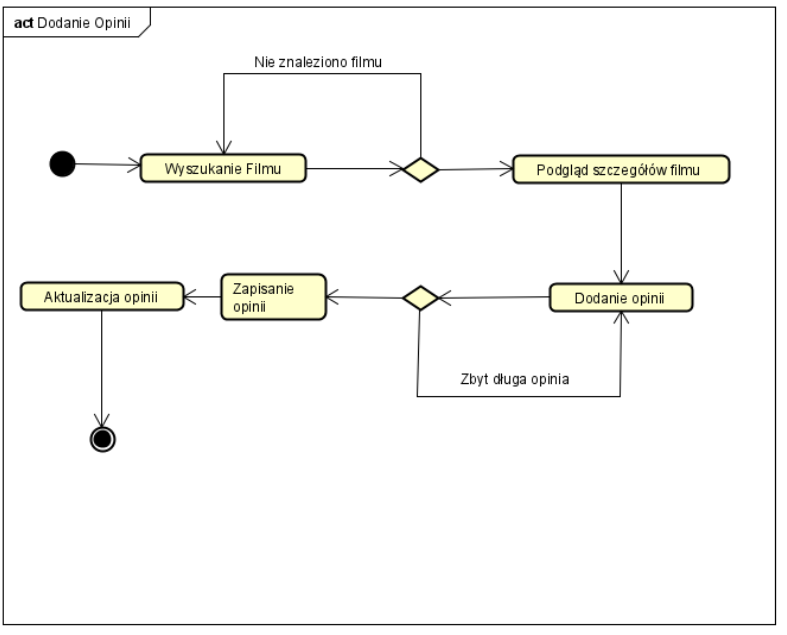 act Dodanie Opinii
Nie znaleziono filmu
Wyszukanie Filmu
Podgląd szczegółów filmu
Aktualizacja opinii
Zapisanie
opinii
Dodanie opinii
Zbyt długa opinia